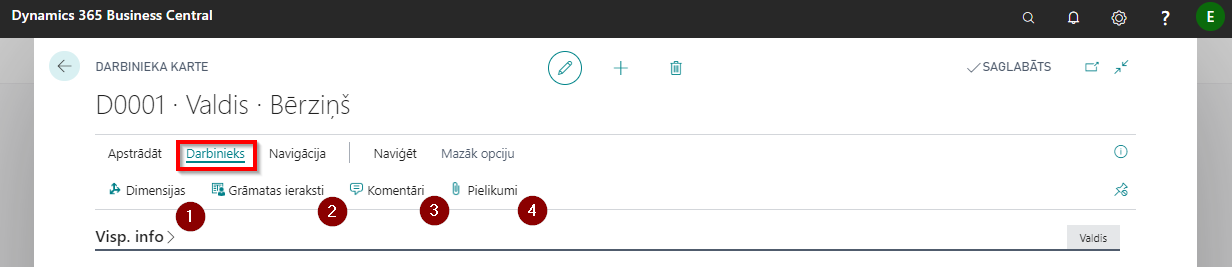 Dynamics 365 Business Central
?
E
DARBINIEKA KARTE
SAGLABĀTS
D0001 · Valdis · Bērziņš
Apstrādāt Darbinieks Navigācija Naviģēt Mazāk opciju
Dimensijas Grāmatas ieraksti Komentāri Pielikumi
1 2 3 4
Visp. info
Valdis